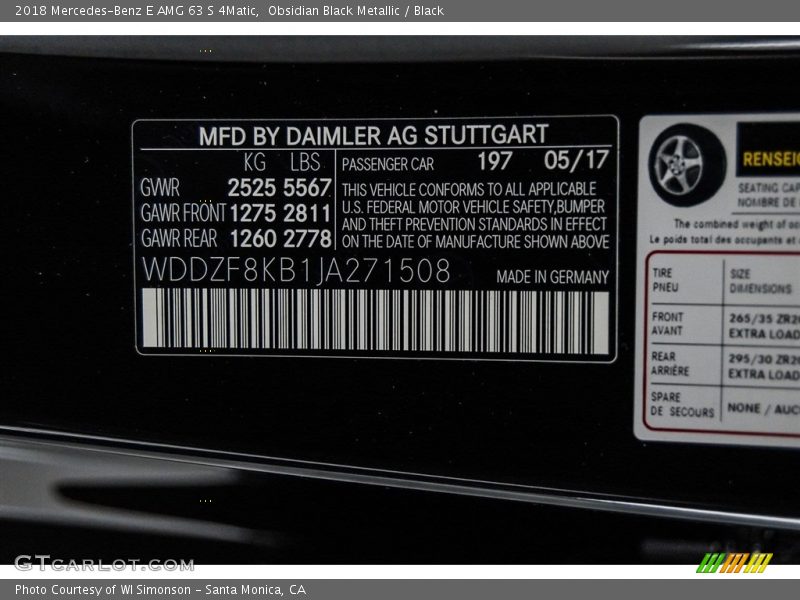 2018 Mercedes-Benz E AMG 63 S 4Matic,  Obsidian Black Metallic / Black
MFD BY DAIMLER AG STUTTGART
KG LBS
GVWR 2525 5567
GAWR FRONT 1275 2811
GAWR REAR 1260 2778
PASSENGER CAR 197 05/17
THIS VEHICLE CONFORMS TO ALL APPLICABLE
U.S. FEDERAL MOTOR VEHICLE SAFETY,BUMPER
AND THEFT PREVENTION STANDARDS IN EFFECT
ON THE DATE OF MANUFACTURE SHOWN ABOVE
WDDZF8KB1JA271508 MADE IN GERMANY
SEATING
NOMBRE DE
The combined weight of
Le poids total des occupants et
TIRE SIZE
PNEU DIMENSIONS
FRONT 265/35
AVANT EXTRA LOAD
REAR 295/30
ARRIÈRE EXTRA LOAD
SPARE
DE SECOURS NONE /
GTCARLOT.COM
Photo Courtesy of WI Simonson - Santa Monica, CA